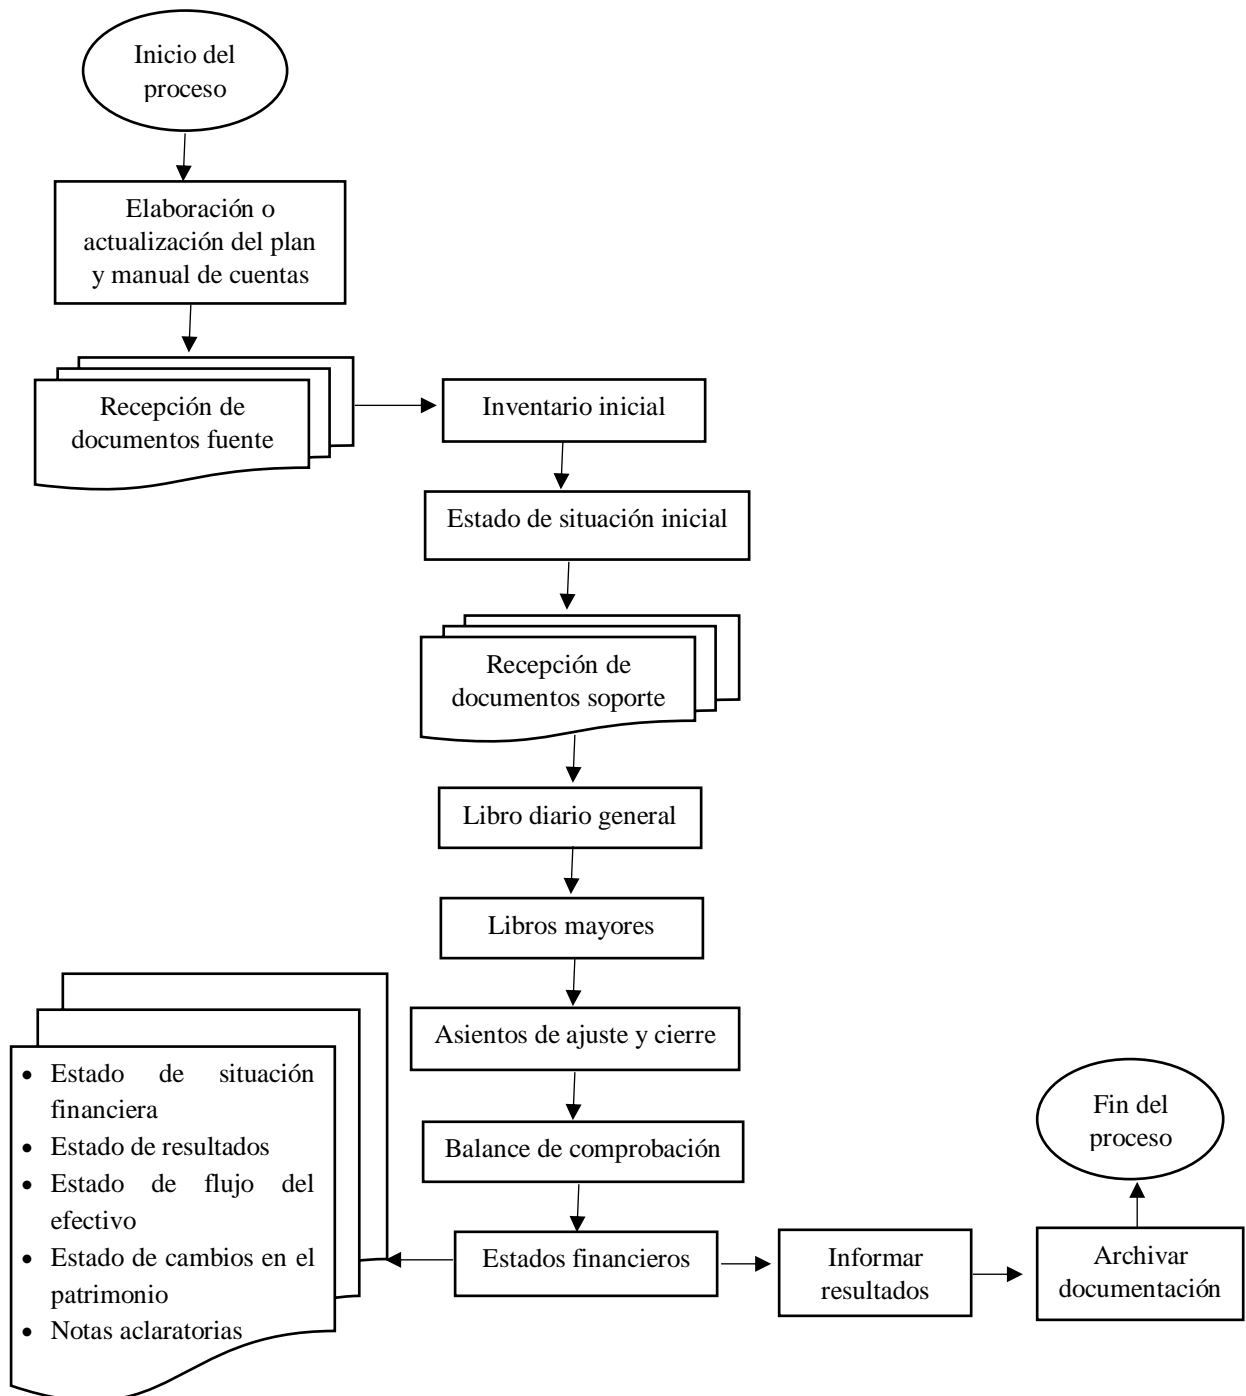 Inicio del
proceso
Elaboración o
actualización del plan
y manual de cuentas
Recepción de
documentos fuente
Inventario inicial
Estado de situación inicial
Recepción de
documentos soporte
Libro diario general
Libros mayores
Asientos de ajuste y cierre
Balance de comprobación
Estados financieros
• Estado de situación
financiera
• Estado de resultados
• Estado de flujo del
efectivo
• Estado de cambios en el
patrimonio
• Notas aclaratorias
Informar
resultados
Archivar
documentación
Fin del
proceso